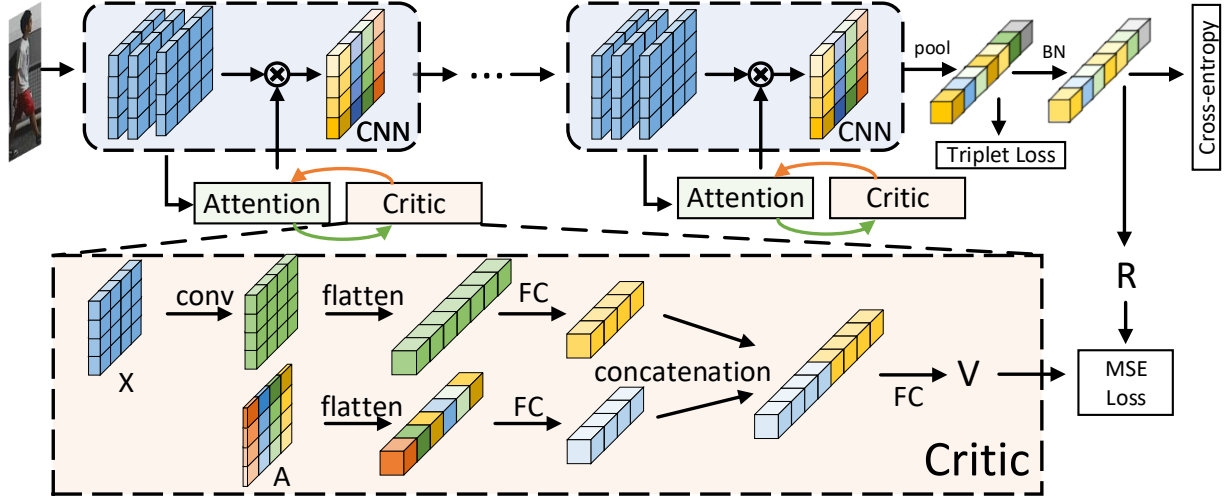 CNN
...
CNN
pool
BN
Cross-entropy
Triplet Loss
Attention
Critic
Attention
Critic
X
conv
flatten
FC
A
flatten
FC
concatenation
FC
V
R
MSE
Loss
Critic